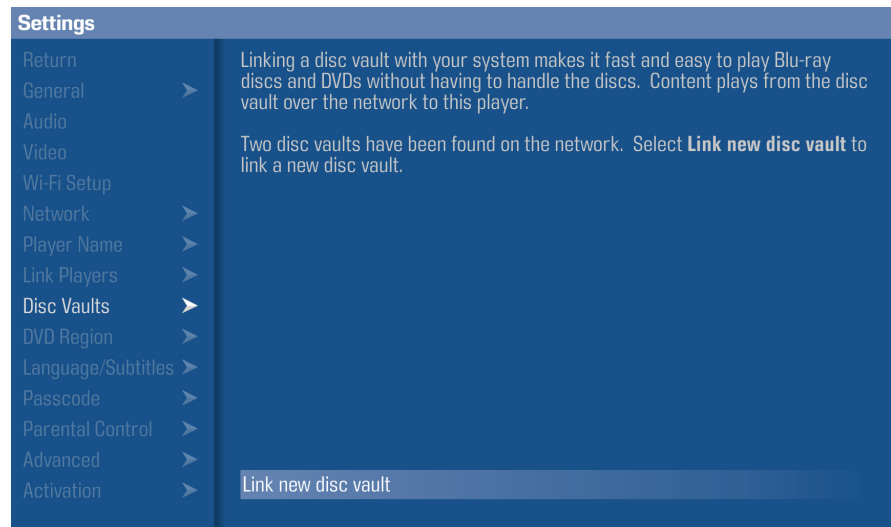 Settings
Return
General
Audio
Video
Wi-Fi Setup
Network
Player Name
Link Players
Disc Vaults
DVD Region
Language/Subtitles
Passcode
Parental Control
Advanced
Activation
Linking a disc vault with your system makes it fast and easy to play Blu-ray
discs and DVDs without having to handle the discs.  Content plays from the disc
vault over the network to this player.
Two disc vaults have been found on the network.  Select Link new disc vault to
link a new disc vault.
Link new disc vault